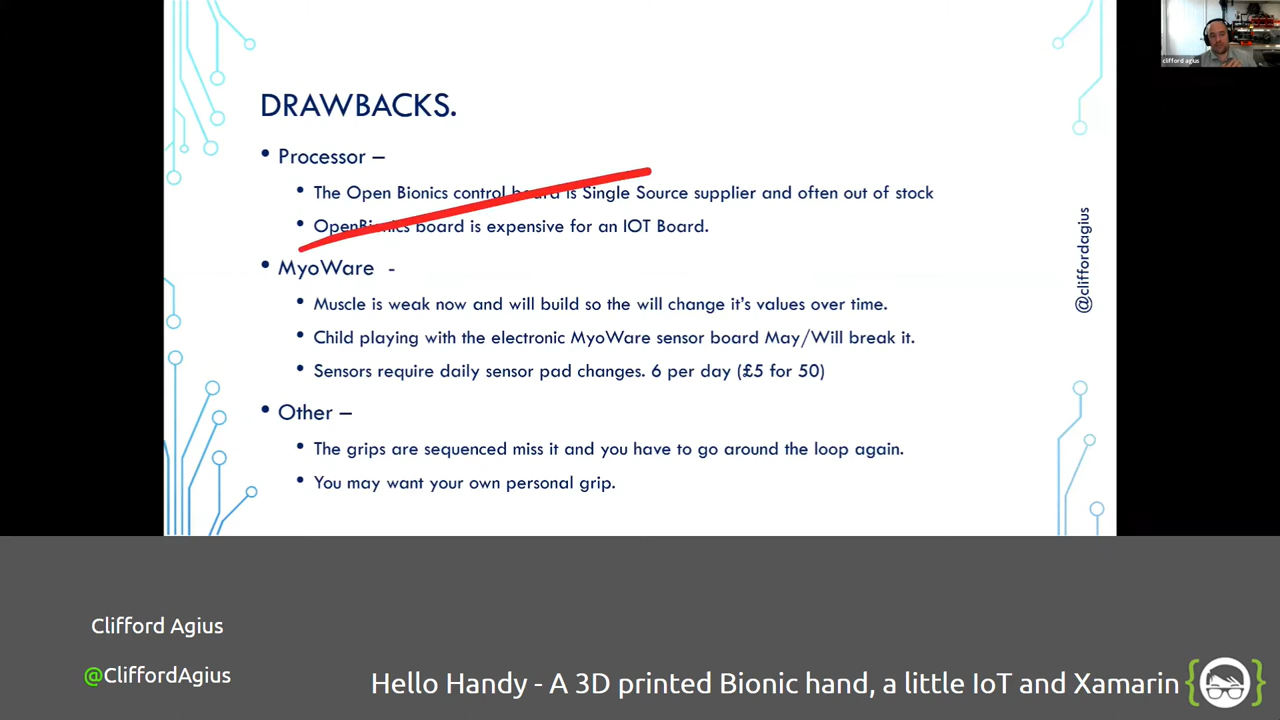 clifford agius
DRAWBACKS.
• Processor –
• The Open Bionics control board is Single Source supplier and often out of stock
• OpenBionics board is expensive for an IOT Board.
• MyoWare -
• Muscle is weak now and will build so the will change it's values over time.
• Child playing with the electronic MyoWare sensor board May/Will break it.
• Sensors require daily sensor pad changes. 6 per day (£5 for 50)
• Other –
• The grips are sequenced miss it and you have to go around the loop again.
• You may want your own personal grip.
@cliffordagius
Clifford Agius
@CliffordAgius
Hello Handy - A 3D printed Bionic hand, a little IoT and Xamarin